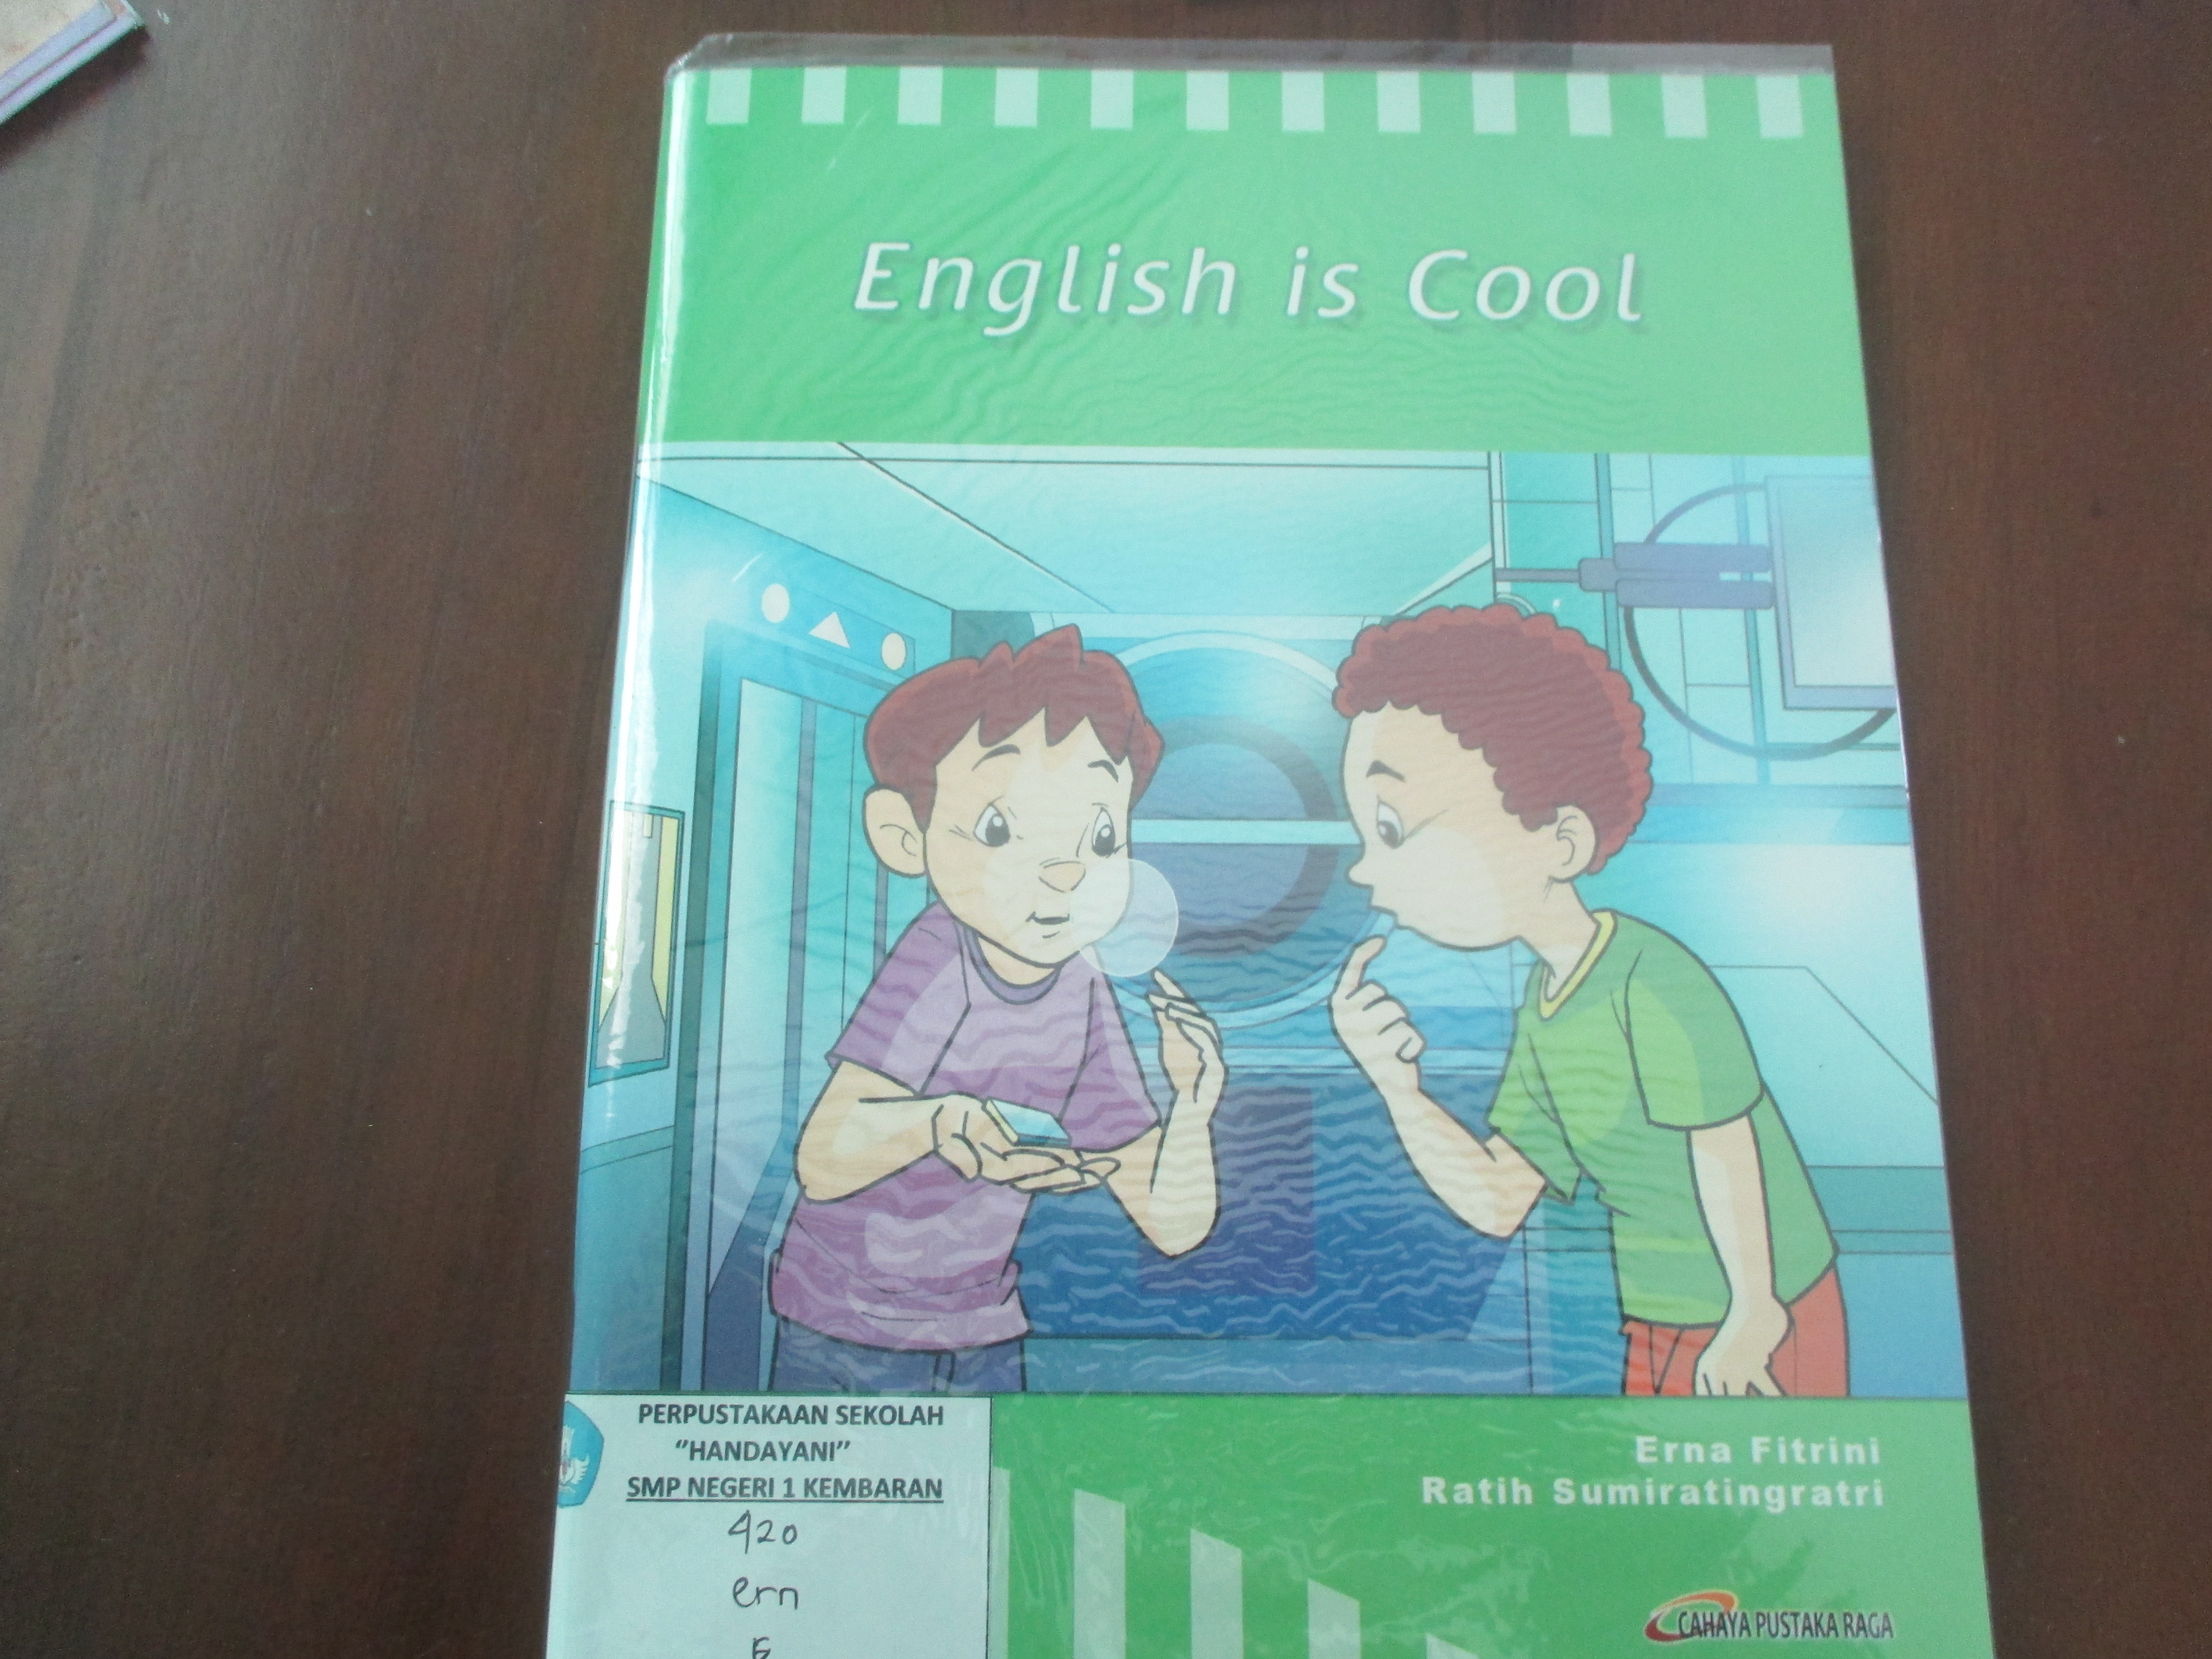 English is Cool
PERPUSTAKAAN SEKOLAH
"HANDAYANI"
SMP NEGERI 1 KEMBARAN
420
ern
E
Erna Fitrini
Ratih Sumiratingratri
CAHAYA PUSTAKA RAGA